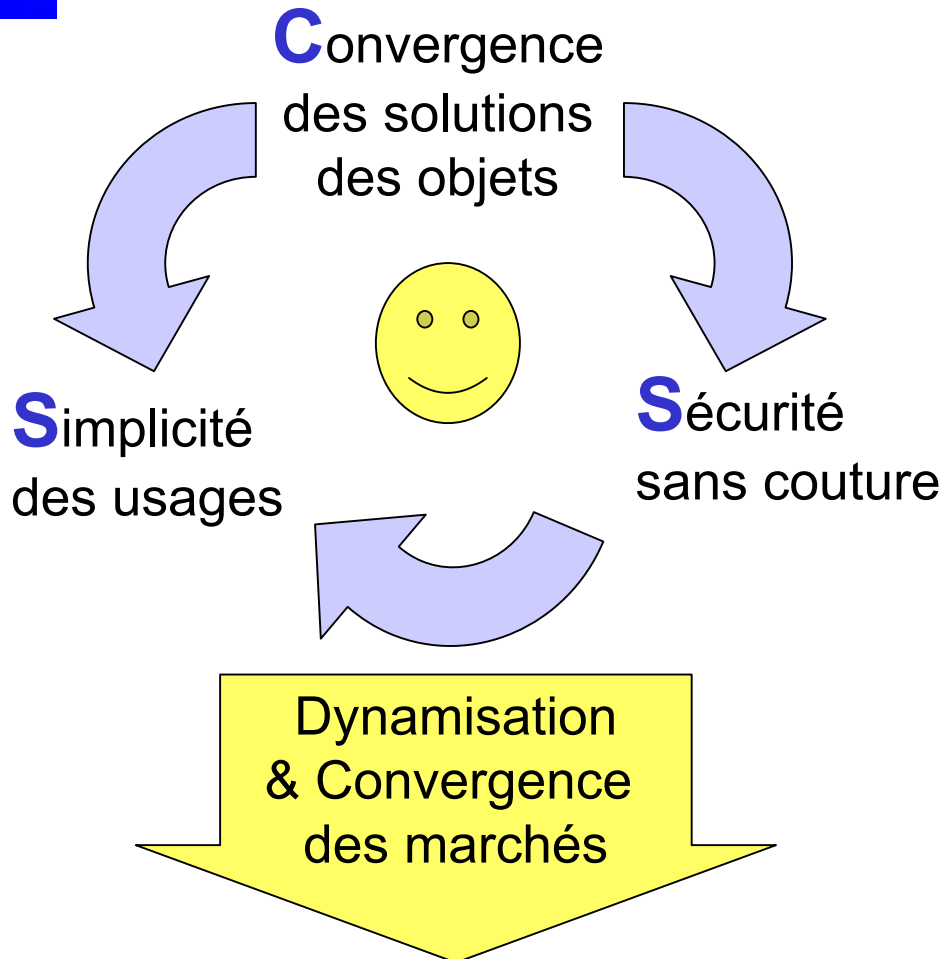 Convergence
des solutions
des objets
Simplicité
des usages
Sécurité
sans couture
Dynamisation
& Convergence
des marchés